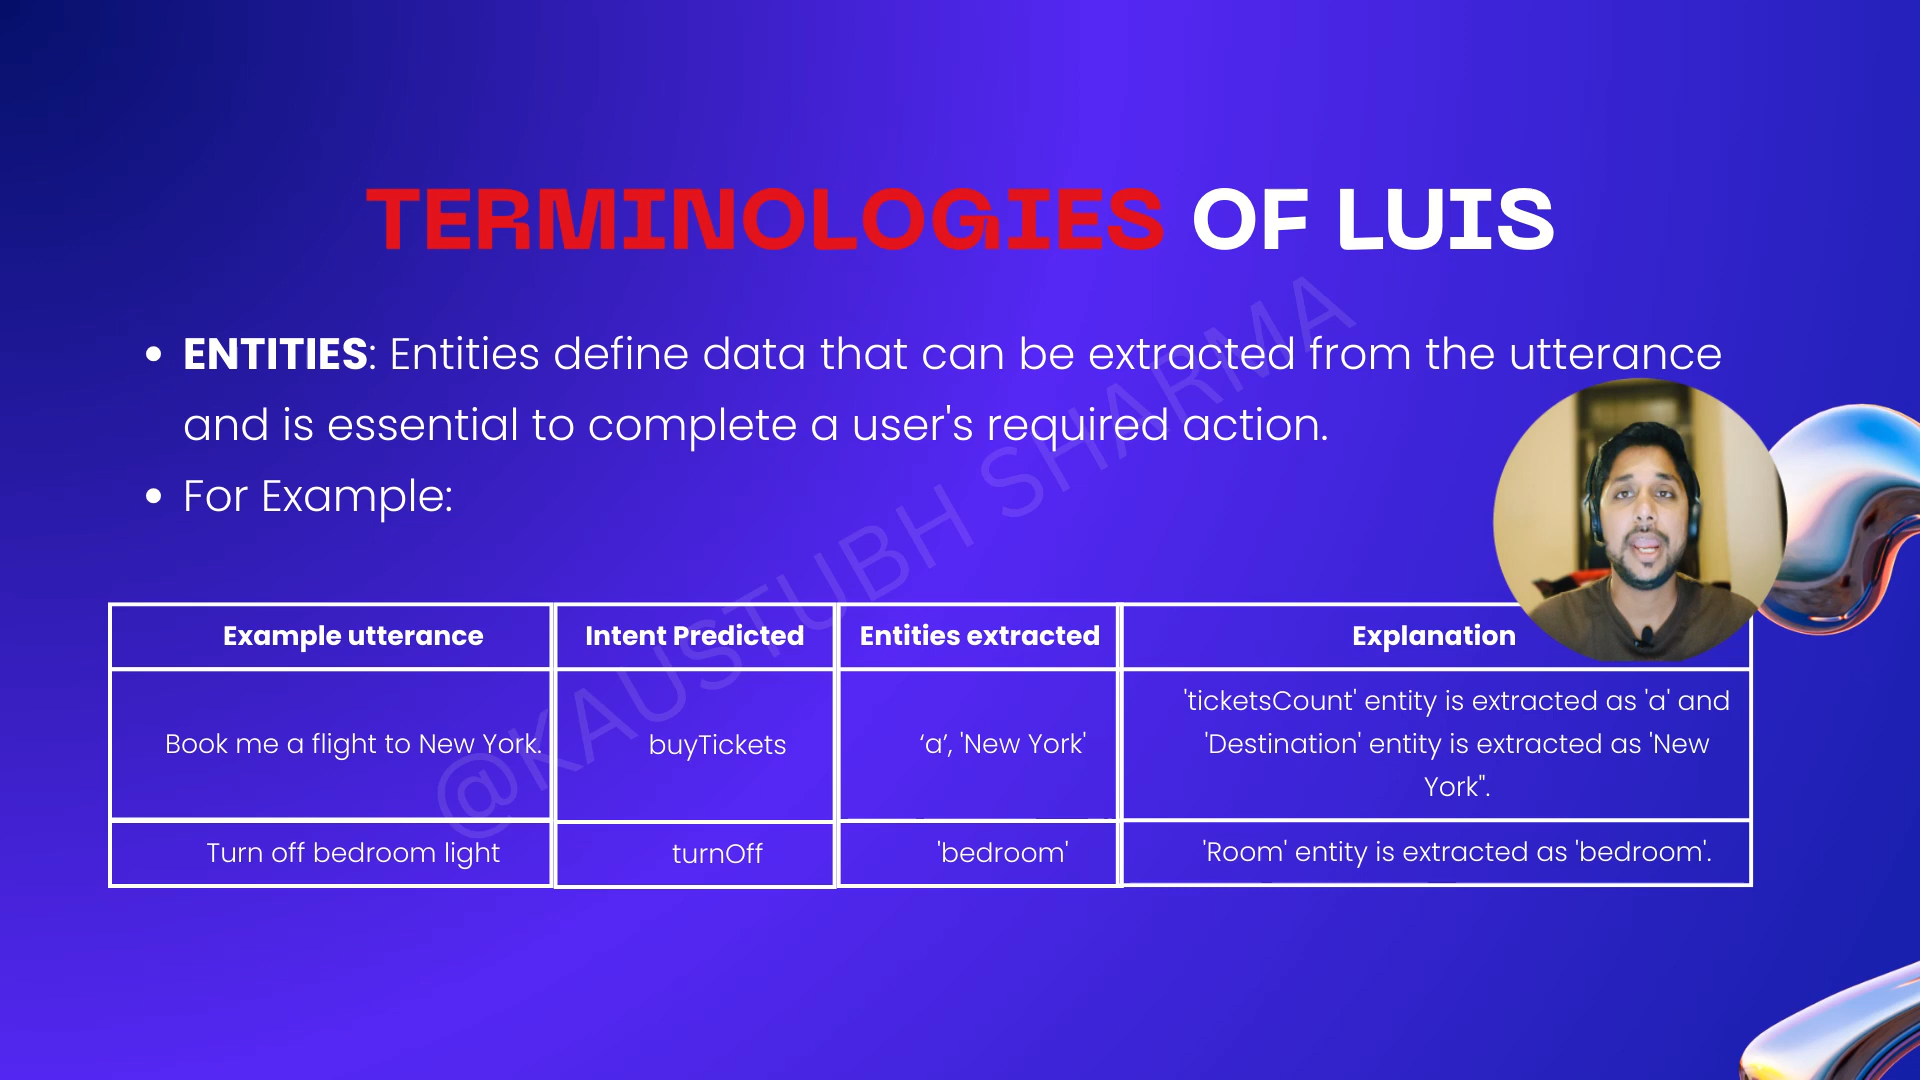 TERMINOLOGIES OF LUIS
• ENTITIES: Entities define data that can be extracted from the utterance
and is essential to complete a user's required action.
• For Example:
@KAUSTUBH SHARMA
Example utterance
Intent Predicted
Entities extracted
Explanation
Book me a flight to New York.
buyTickets
‘a’, 'New York'
'ticketsCount' entity is extracted as 'a' and
'Destination' entity is extracted as 'New
York".
Turn off bedroom light
turnOff
'bedroom'
'Room' entity is extracted as 'bedroom'.